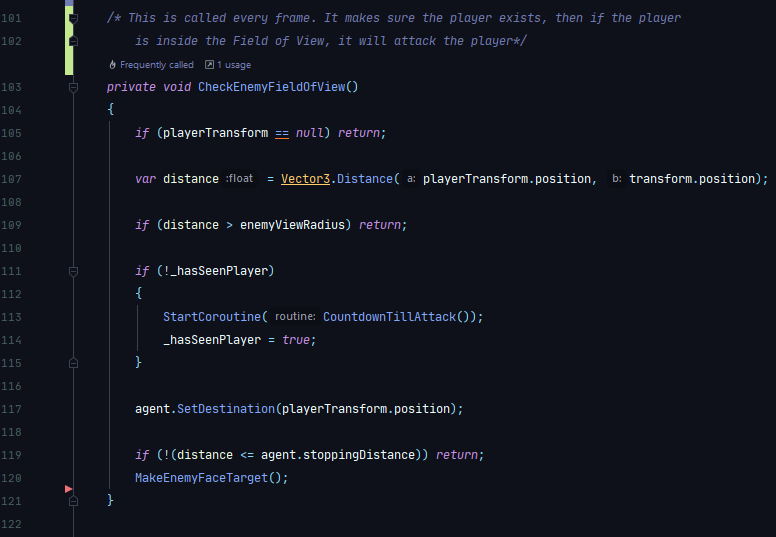 101 /* This is called every frame. It makes sure the player exists, then if the player
102 is inside the Field of View, it will attack the player*/
Frequently called 1 usage
103 private void CheckEnemyFieldOfView()
104 {
105 if (playerTransform == null) return;
106
107 var distance :float = Vector3.Distance( a: playerTransform.position, b: transform.position);
108
109 if (distance > enemyViewRadius) return;
110
111 if (!_hasSeenPlayer)
112 {
113 StartCoroutine( routine: CountdownTillAttack());
114 _hasSeenPlayer = true;
115 }
116
117 agent.SetDestination(playerTransform.position);
118
119 if (!(distance <= agent.stoppingDistance)) return;
120 MakeEnemyFaceTarget();
121 }
122